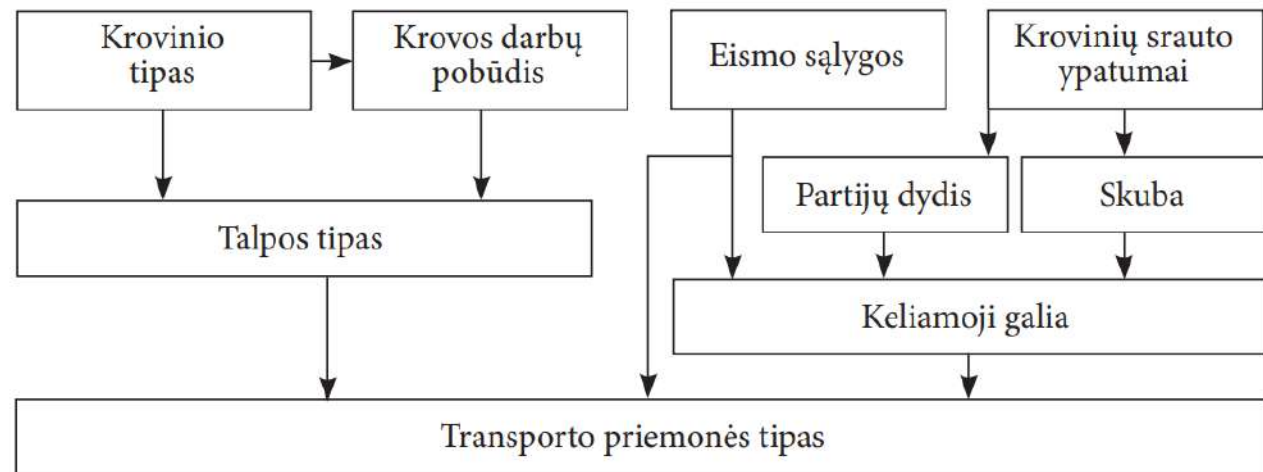 Krovinio
tipas
Krovos darbų
pobūdis
Eismo sąlygos
Krovinių srauto
ypatumai
Partijų dydis
Skuba
Talpos tipas
Keliamoji galia
Transporto priemonės tipas